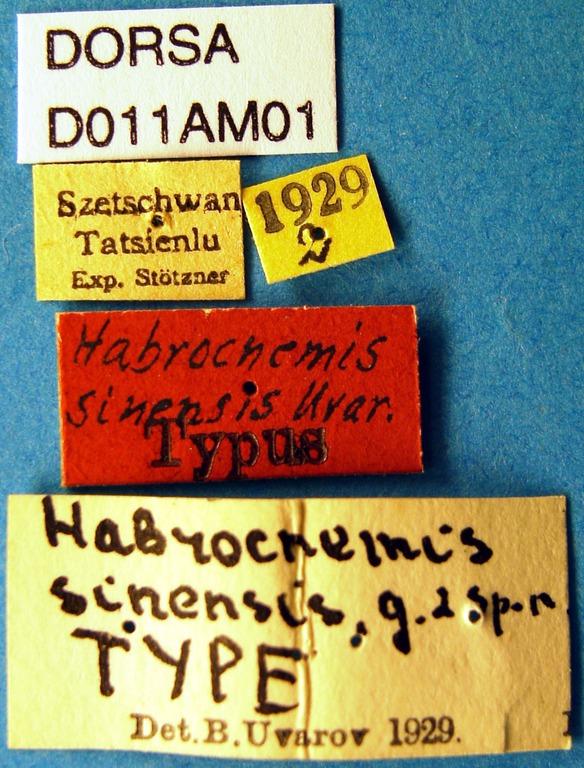 DORSA
D011AM01
Szetschwan
Tatsienlu
Exp. Stötzner
1929
2
Habrocnemis
sinensis Uvar.
Typus
Habrocnemis
sinensis, g. & sp. n
TYPE
Det. B. Uvarov 1929.